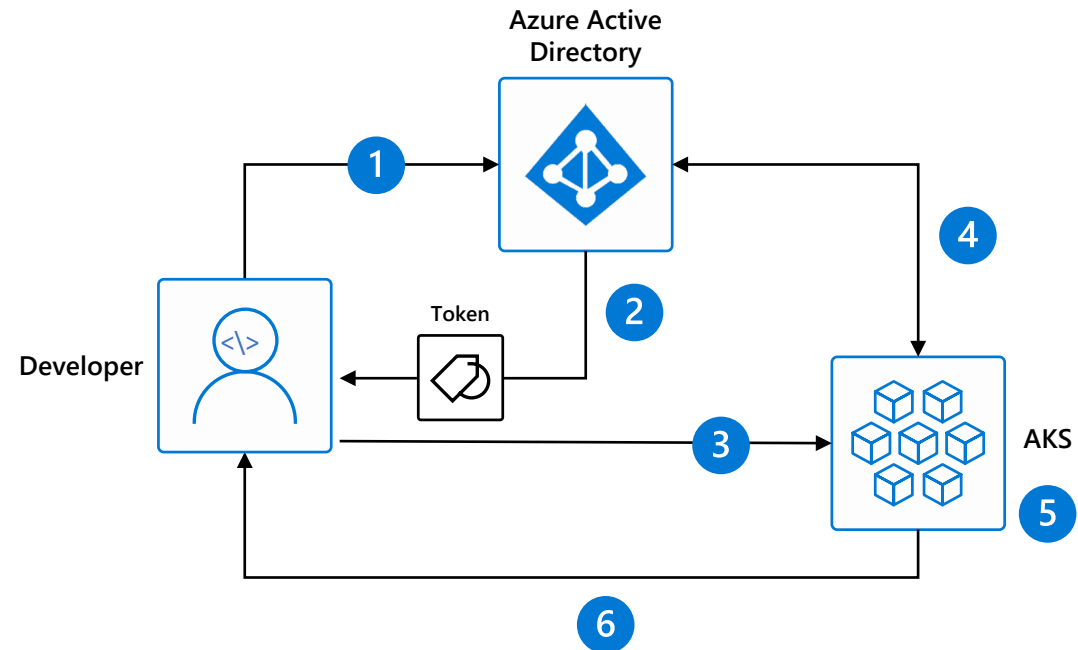 Azure Active
Directory
1
4
2
Token
</>
Developer
3
AKS
5
6